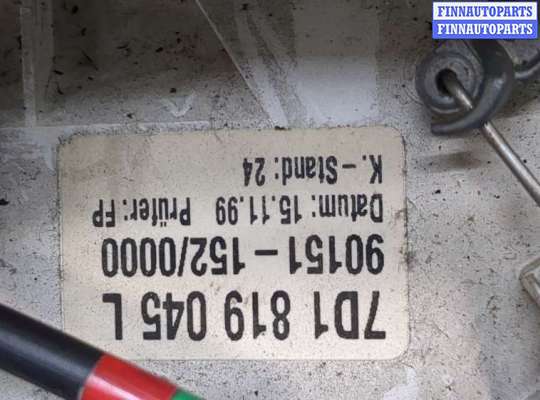 FINNAUTOPARTS
FINNAUTOPARTS
7D1 819 045 L
90151-152/0000
Datum: 15.11.99 Prüfer: FP
K.-Stand: 24